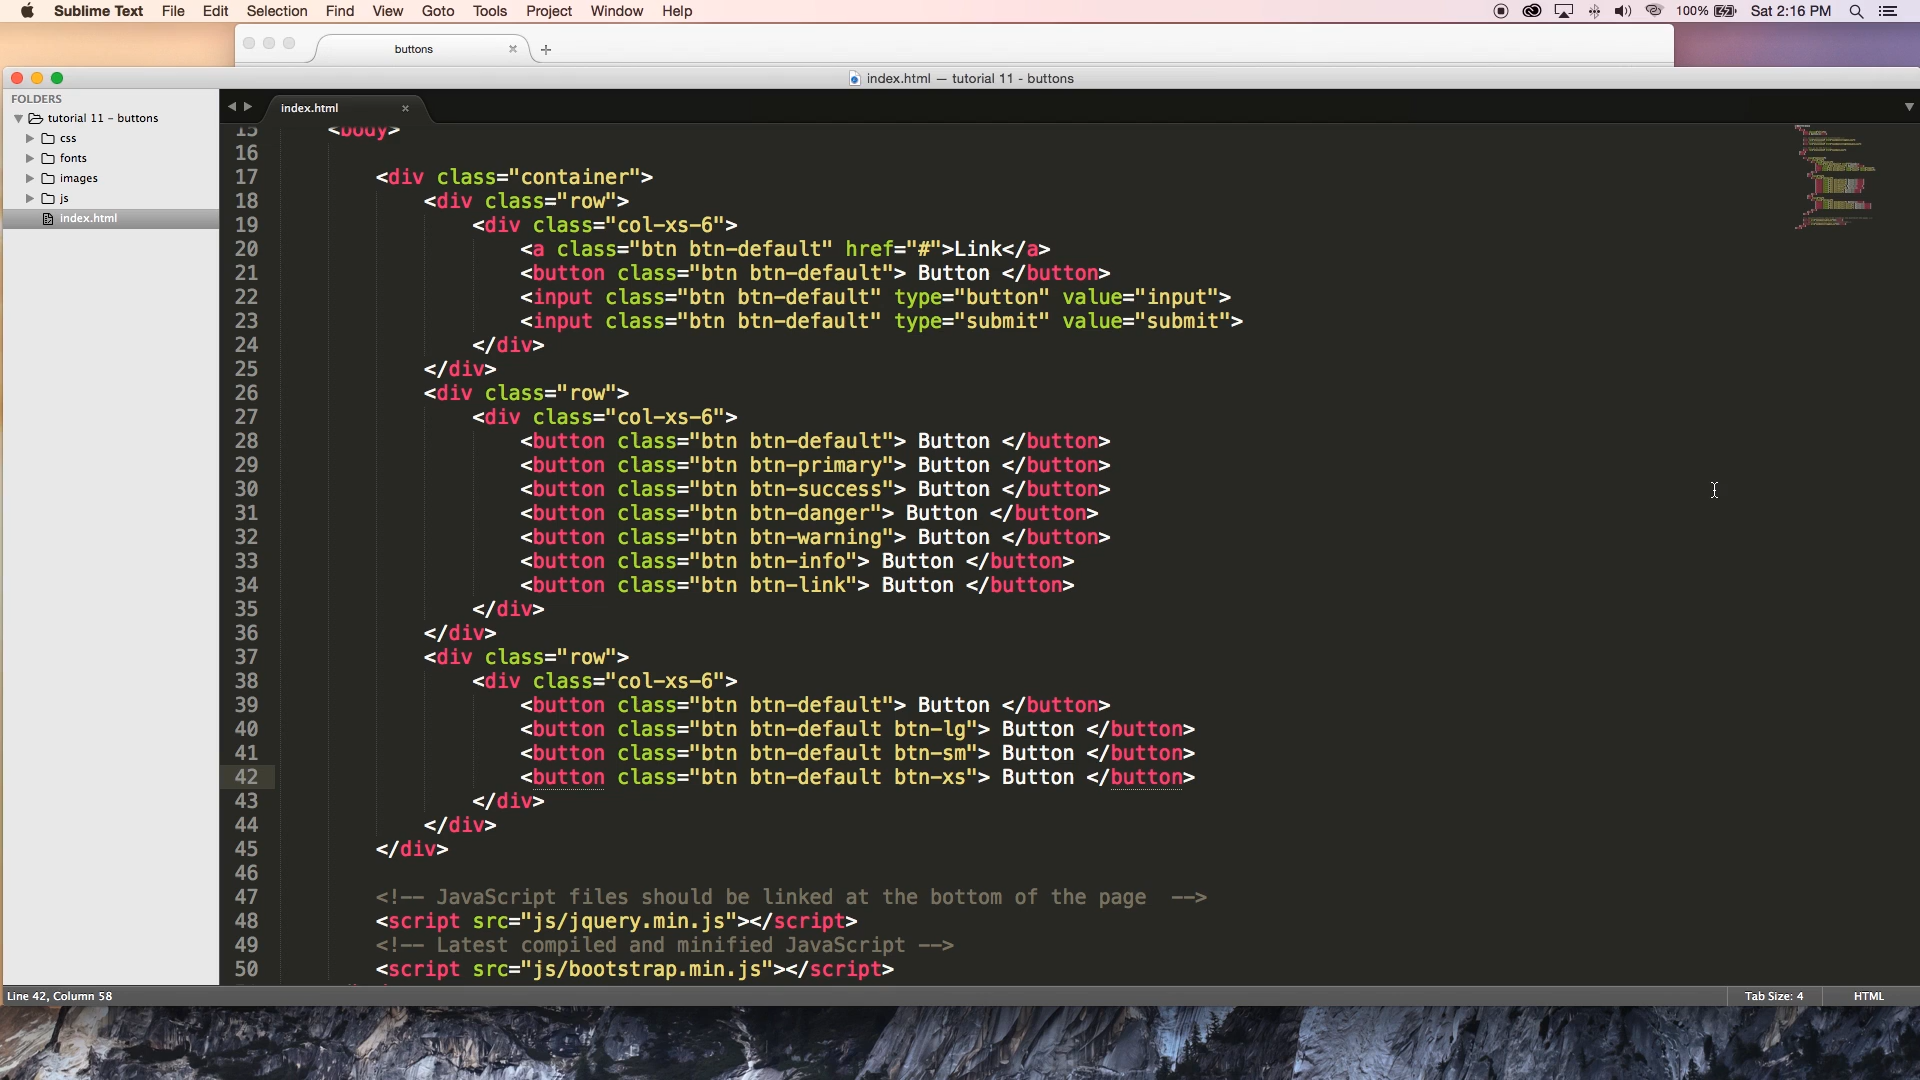 Sublime Text File Edit Selection Find View Goto Tools Project Window Help 100% Sat 2:16 PM
buttons
index.html — tutorial 11 - buttons
FOLDERS
tutorial 11 - buttons
css
fonts
images
js
index.html
index.html
15 <body>
16
17 <div class="container">
18 <div class="row">
19 <div class="col-xs-6">
20 <a class="btn btn-default" href="#">Link</a>
21 <button class="btn btn-default"> Button </button>
22 <input class="btn btn-default" type="button" value="input">
23 <input class="btn btn-default" type="submit" value="submit">
24 </div>
25 </div>
26 <div class="row">
27 <div class="col-xs-6">
28 <button class="btn btn-default"> Button </button>
29 <button class="btn btn-primary"> Button </button>
30 <button class="btn btn-success"> Button </button>
31 <button class="btn btn-danger"> Button </button>
32 <button class="btn btn-warning"> Button </button>
33 <button class="btn btn-info"> Button </button>
34 <button class="btn btn-link"> Button </button>
35 </div>
36 </div>
37 <div class="row">
38 <div class="col-xs-6">
39 <button class="btn btn-default"> Button </button>
40 <button class="btn btn-default btn-lg"> Button </button>
41 <button class="btn btn-default btn-sm"> Button </button>
42 <button class="btn btn-default btn-xs"> Button </button>
43 </div>
44 </div>
45 </div>
46
47 <!-- JavaScript files should be linked at the bottom of the page -->
48 <script src="js/jquery.min.js"></script>
49 <!-- Latest compiled and minified JavaScript -->
50 <script src="js/bootstrap.min.js"></script>
Line 42, Column 58 Tab Size: 4 HTML